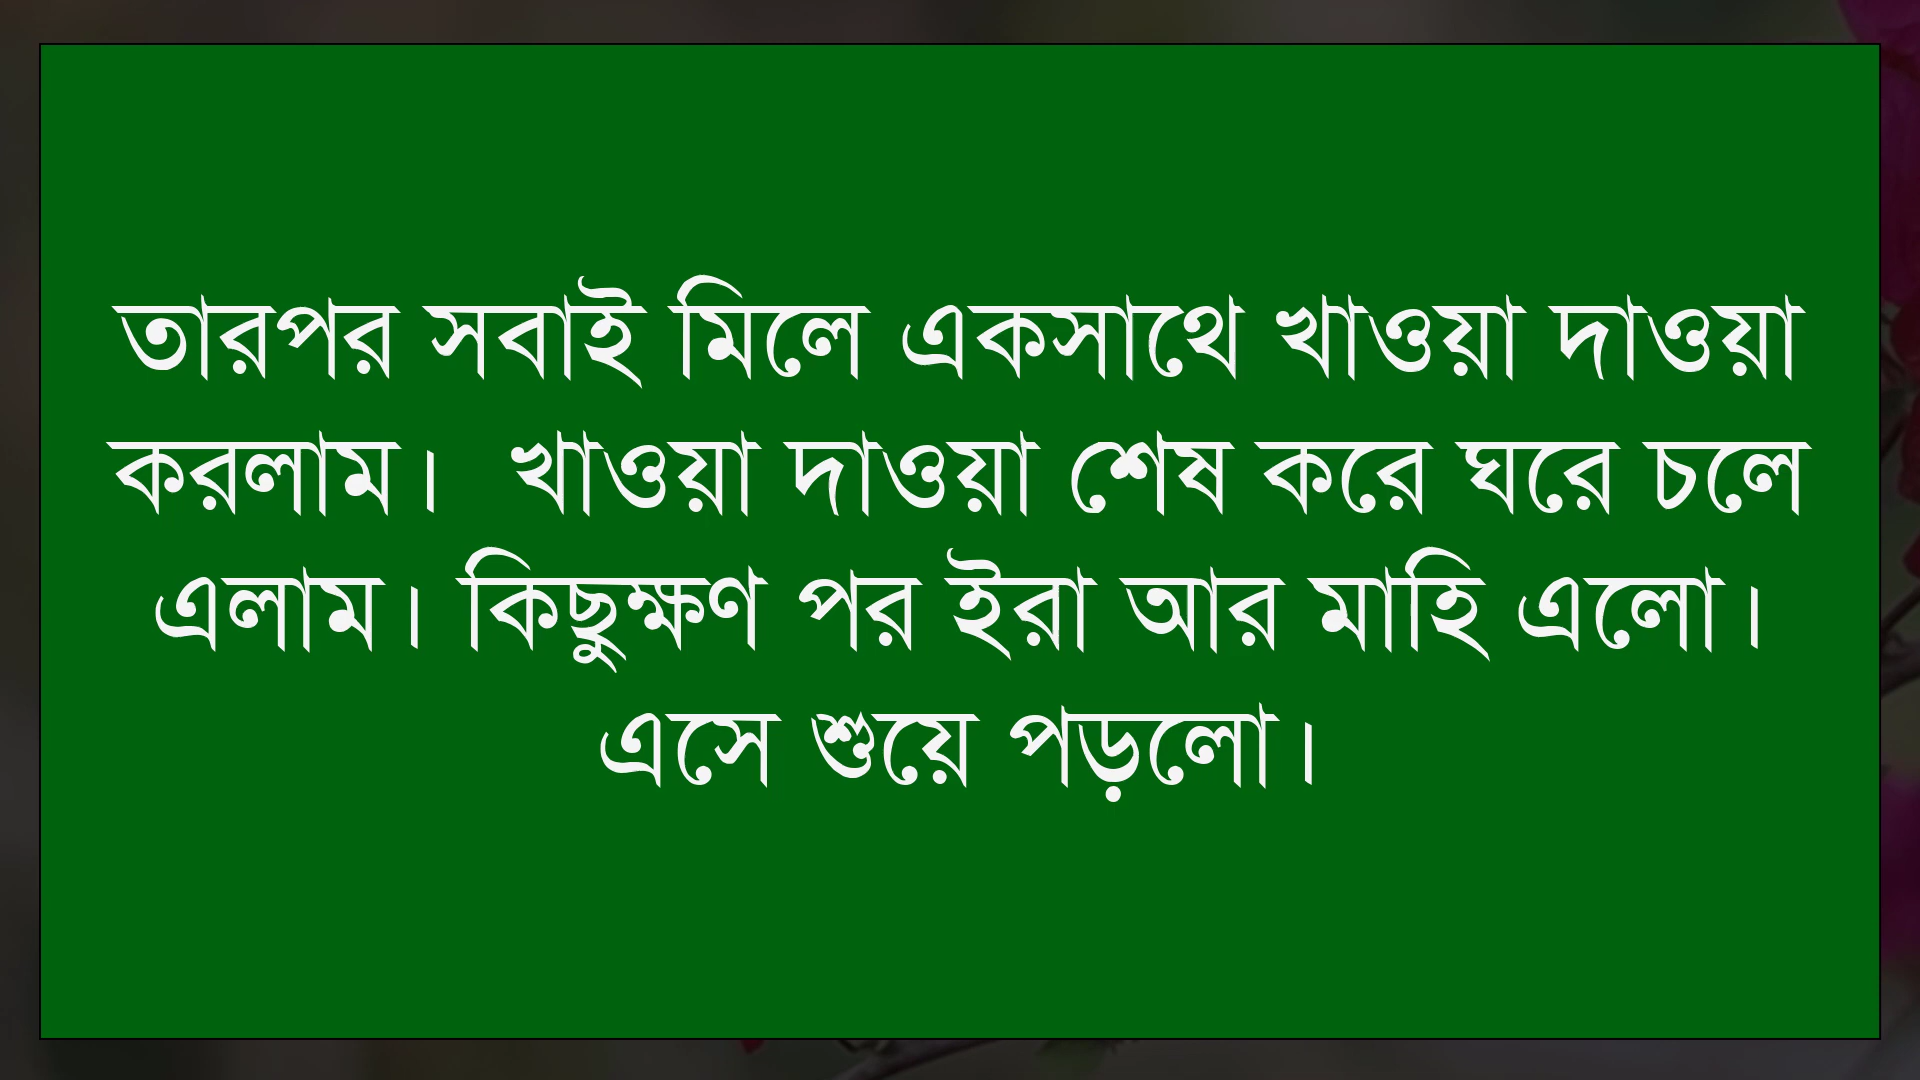 তারপর সবাই মিলে একসাথে খাওয়া দাওয়া
করলাম।  খাওয়া দাওয়া শেষ করে ঘরে চলে
এলাম। কিছুক্ষণ পর ইরা আর মাহি এলো।
এসে শুয়ে পড়লো।